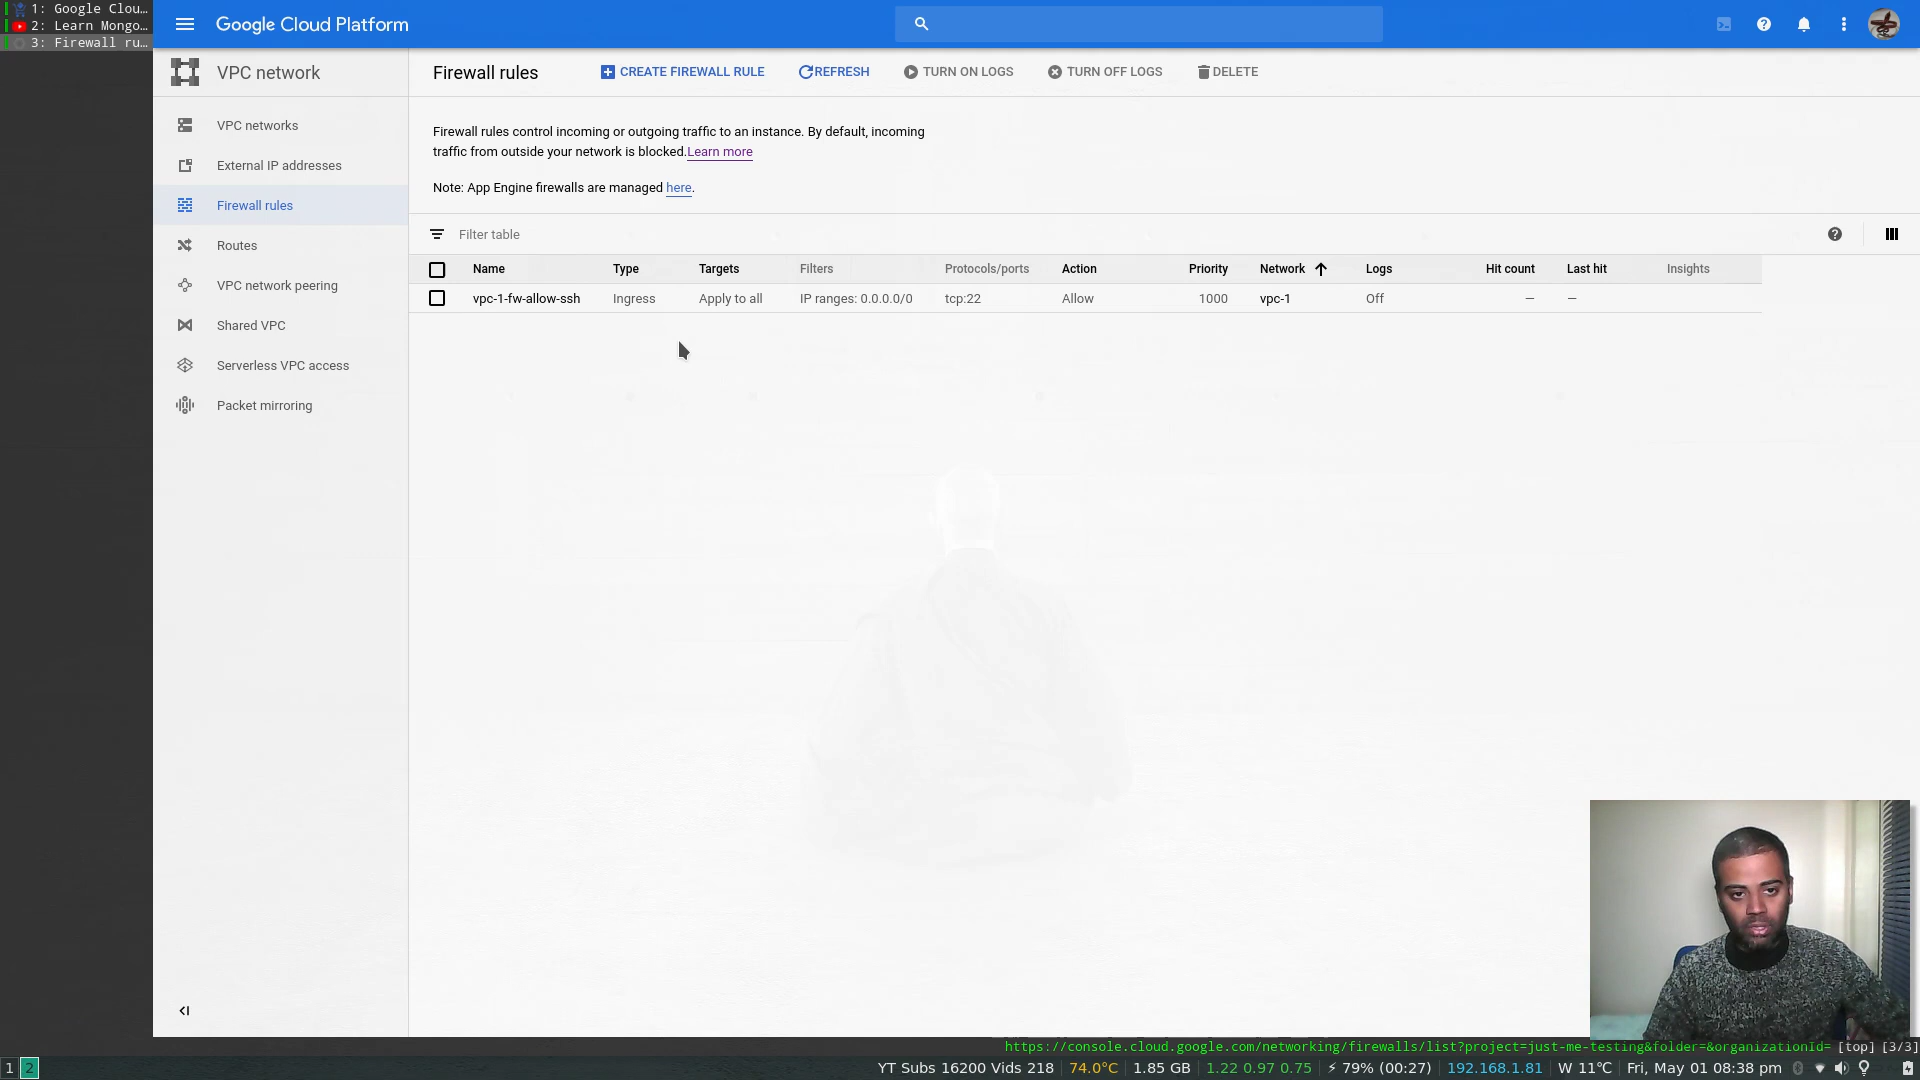 1: Google Clou…
2: Learn Mongo…
3: Firewall ru…
Google Cloud Platform
VPC network
VPC networks
External IP addresses
Firewall rules
Routes
VPC network peering
Shared VPC
Serverless VPC access
Packet mirroring
Firewall rules
CREATE FIREWALL RULE
REFRESH
TURN ON LOGS
TURN OFF LOGS
DELETE
Firewall rules control incoming or outgoing traffic to an instance. By default, incoming
traffic from outside your network is blocked.Learn more
Note: App Engine firewalls are managed here.
Filter table
Name Type Targets Filters Protocols/ports Action Priority Network Logs Hit count Last hit Insights
vpc-1-fw-allow-ssh Ingress Apply to all IP ranges: 0.0.0.0/0 tcp:22 Allow 1000 vpc-1 Off — —
https://console.cloud.google.com/networking/firewalls/list?project=just-me-testing&folder=&organizationId= [top] [3/3]
1 2
YT Subs 16200 Vids 218 74.0°C 1.85 GB 1.22 0.97 0.75 ⚡ 79% (00:27) 192.168.1.81 W 11°C Fri, May 01 08:38 pm